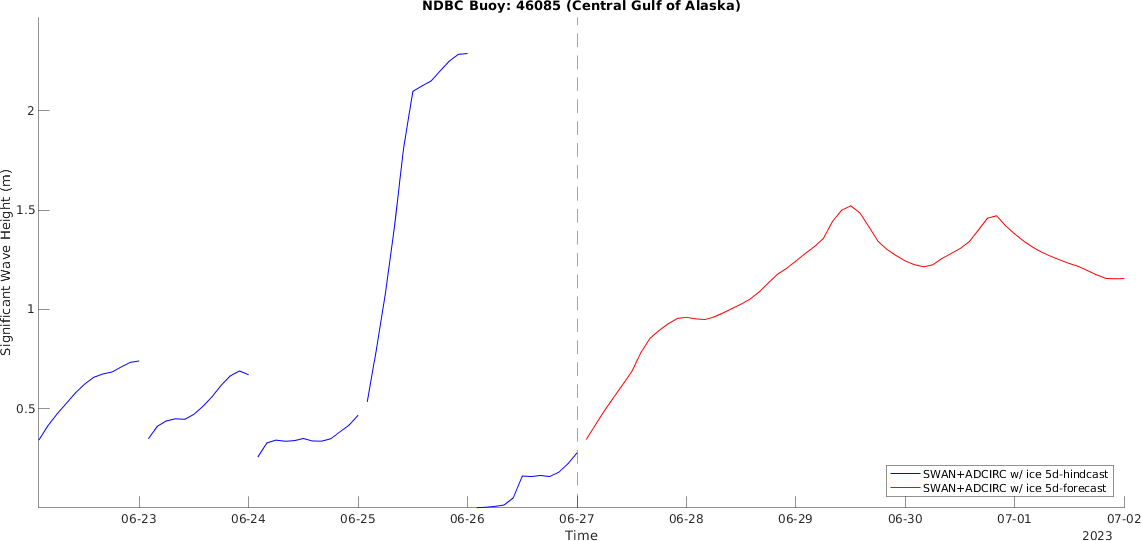 NDBC Buoy: 46085 (Central Gulf of Alaska)
Significant Wave Height (m)
2
1.5
1
0.5
SWAN+ADCIRC w/ ice 5d-hindcast
SWAN+ADCIRC w/ ice 5d-forecast
06-23 06-24 06-25 06-26 06-27 06-28 06-29 06-30 07-01 07-02
Time
2023